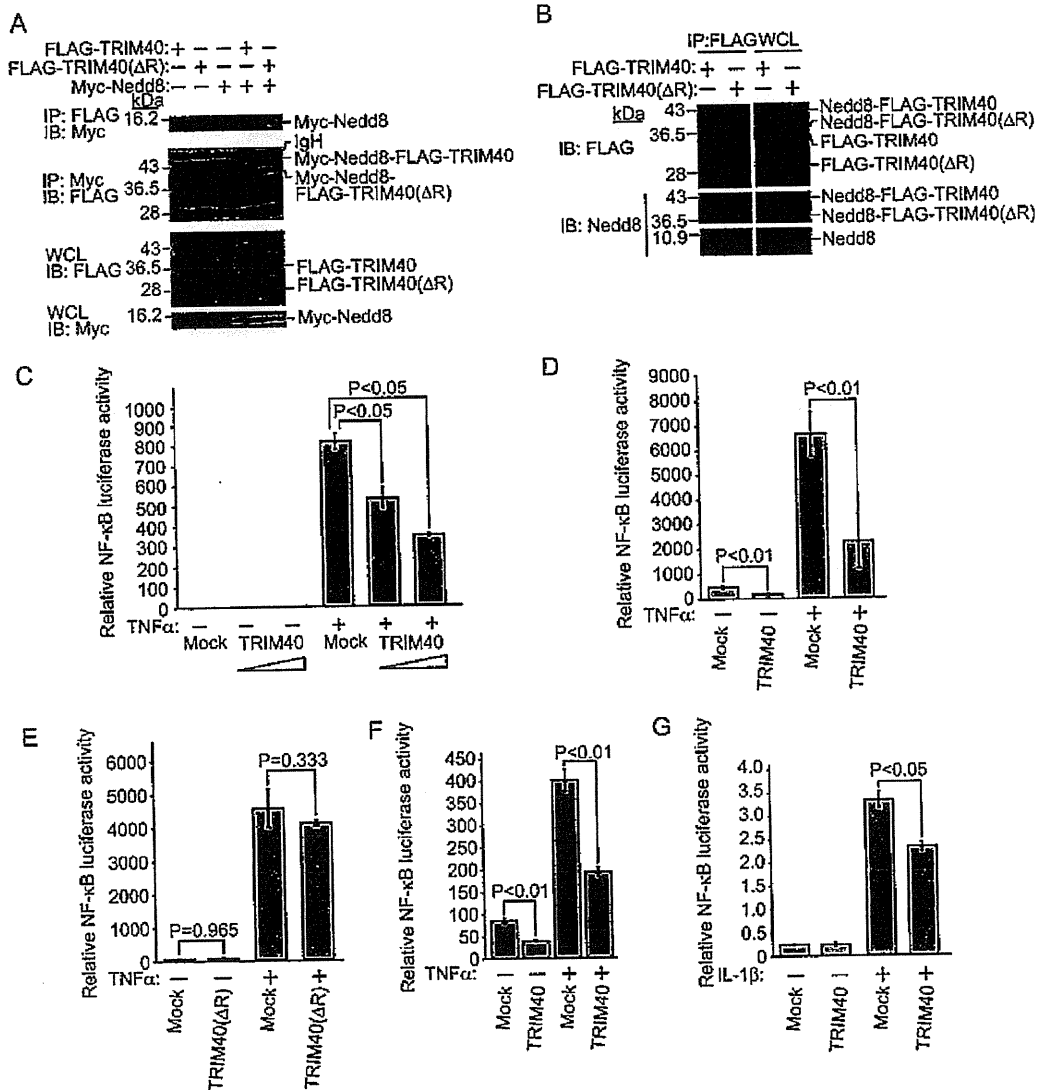 A
FLAG-TRIM40: + − − − + −
FLAG-TRIM40(ΔR): − + − − − +
Myc-Nedd8: − − + + + +
kDa
IP: FLAG
IB: Myc
16.2
Myc-Nedd8
IgH
Myc-Nedd8-FLAG-TRIM40
Myc-Nedd8-
FLAG-TRIM40(ΔR)
IP: Myc
IB: FLAG
43
36.5
28
WCL
IB: FLAG
43
36.5
28
FLAG-TRIM40
FLAG-TRIM40(ΔR)
WCL
IB: Myc
16.2
Myc-Nedd8
B
IP:FLAG WCL
FLAG-TRIM40: + − + −
FLAG-TRIM40(ΔR): − + − +
kDa
IB: FLAG
43
36.5
28
Nedd8-FLAG-TRIM40
Nedd8-FLAG-TRIM40(ΔR)
FLAG-TRIM40
FLAG-TRIM40(ΔR)
IB: Nedd8
43
36.5
10.9
Nedd8-FLAG-TRIM40
Nedd8-FLAG-TRIM40(ΔR)
Nedd8
C
Relative NF-κB luciferase activity
1000
900
800
700
600
500
400
300
200
100
0
P<0.05
P<0.05
TNFα: − − − + + +
Mock TRIM40 Mock TRIM40
D
Relative NF-κB luciferase activity
9000
8000
7000
6000
5000
4000
3000
2000
1000
0
P<0.01
P<0.01
TNFα: − − + +
Mock
TRIM40
Mock
TRIM40
E
Relative NF-κB luciferase activity
6000
5000
4000
3000
2000
1000
0
P=0.333
P=0.965
TNFα: − − + +
Mock
TRIM40(ΔR)
Mock
TRIM40(ΔR)
F
Relative NF-κB luciferase activity
450
400
350
300
250
200
150
100
50
0
P<0.01
P<0.01
TNFα: − − + +
Mock
TRIM40
Mock
TRIM40
G
Relative NF-κB luciferase activity
4.0
3.5
3.0
2.5
2.0
1.5
1.0
0.5
0
P<0.05
IL-1β: − − + +
Mock
TRIM40
Mock
TRIM40